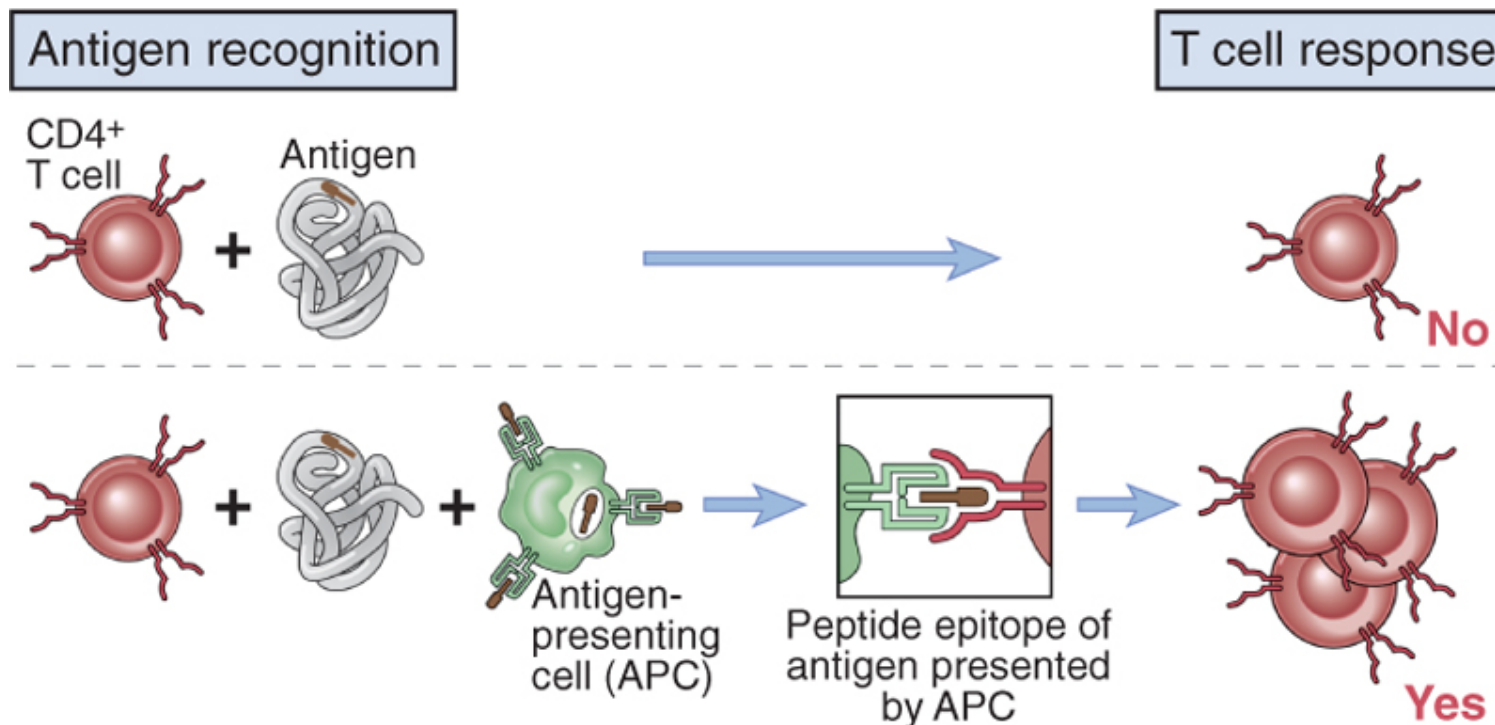 Antigen recognition
T cell response
CD4⁺
T cell
Antigen
+
No
+
+
Antigen-
presenting
cell (APC)
Peptide epitope of
antigen presented
by APC
Yes